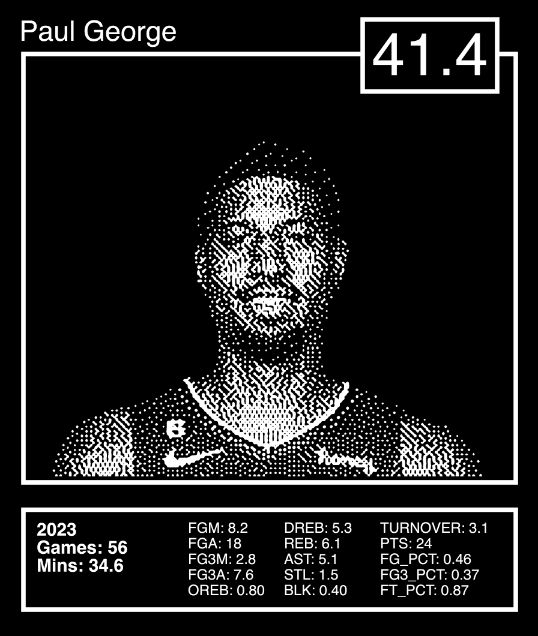 Paul George
41.4
6
honey
2023
Games: 56
Mins: 34.6
FGM: 8.2
FGA: 18
FG3M: 2.8
FG3A: 7.6
OREB: 0.80
DREB: 5.3
REB: 6.1
AST: 5.1
STL: 1.5
BLK: 0.40
TURNOVER: 3.1
PTS: 24
FG_PCT: 0.46
FG3_PCT: 0.37
FT_PCT: 0.87